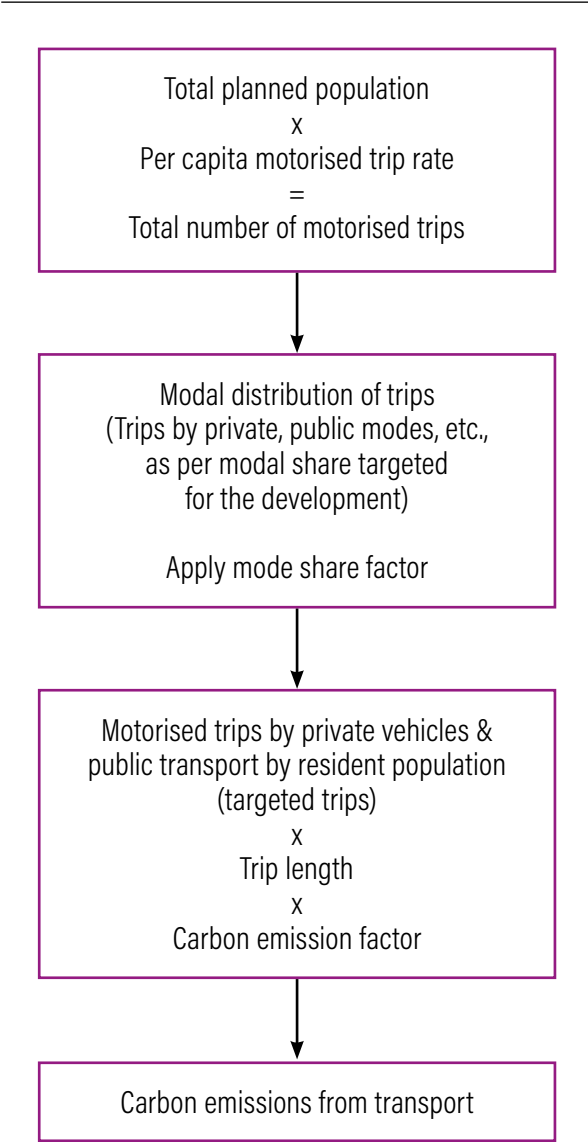 Total planned population
x
Per capita motorised trip rate
=
Total number of motorised trips
Modal distribution of trips
(Trips by private, public modes, etc.,
as per modal share targeted
for the development)
Apply mode share factor
Motorised trips by private vehicles &
public transport by resident population
(targeted trips)
x
Trip length
x
Carbon emission factor
Carbon emissions from transport